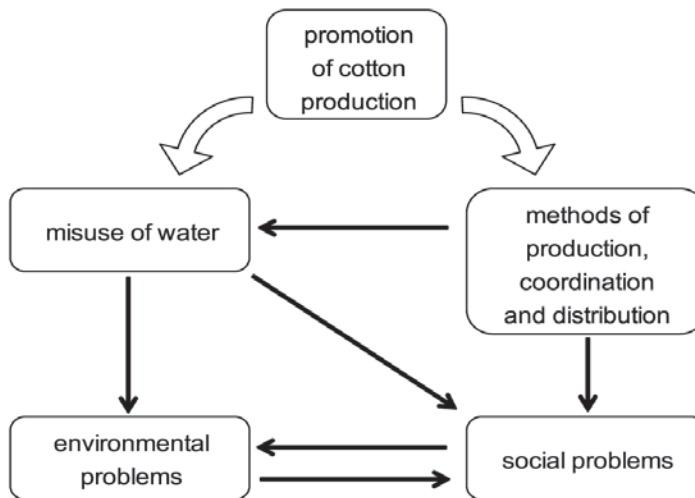 promotion
of cotton
production
misuse of water
methods of
production,
coordination
and distribution
environmental
problems
social problems